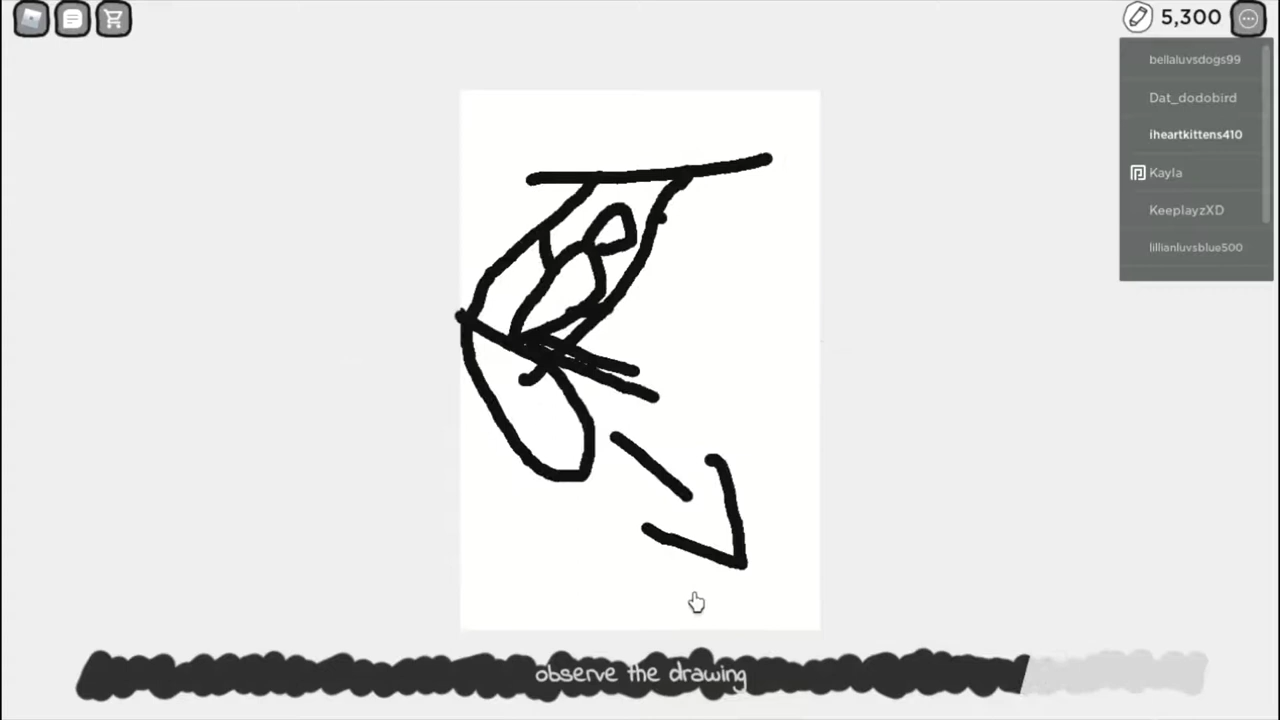 5,300
bellaluvsdogs99
Dat_dodobird
iheartkittens410
Kayla
KeeplayzXD
lillianluvsblue500
observe the drawing